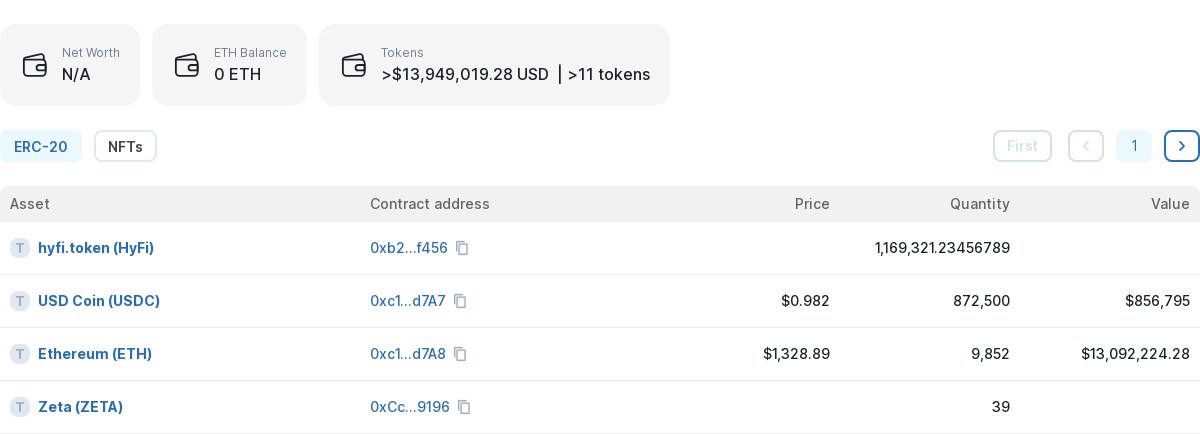 Net Worth
N/A
ETH Balance
0 ETH
Tokens
>$13,949,019.28 USD | >11 tokens
ERC-20 NFTs First 1
Asset Contract address Price Quantity Value
T hyfi.token (HyFi) 0xb2...f456 1,169,321.23456789
T USD Coin (USDC) 0xc1...d7A7 $0.982 872,500 $856,795
T Ethereum (ETH) 0xc1...d7A8 $1,328.89 9,852 $13,092,224.28
T Zeta (ZETA) 0xCc...9196 39